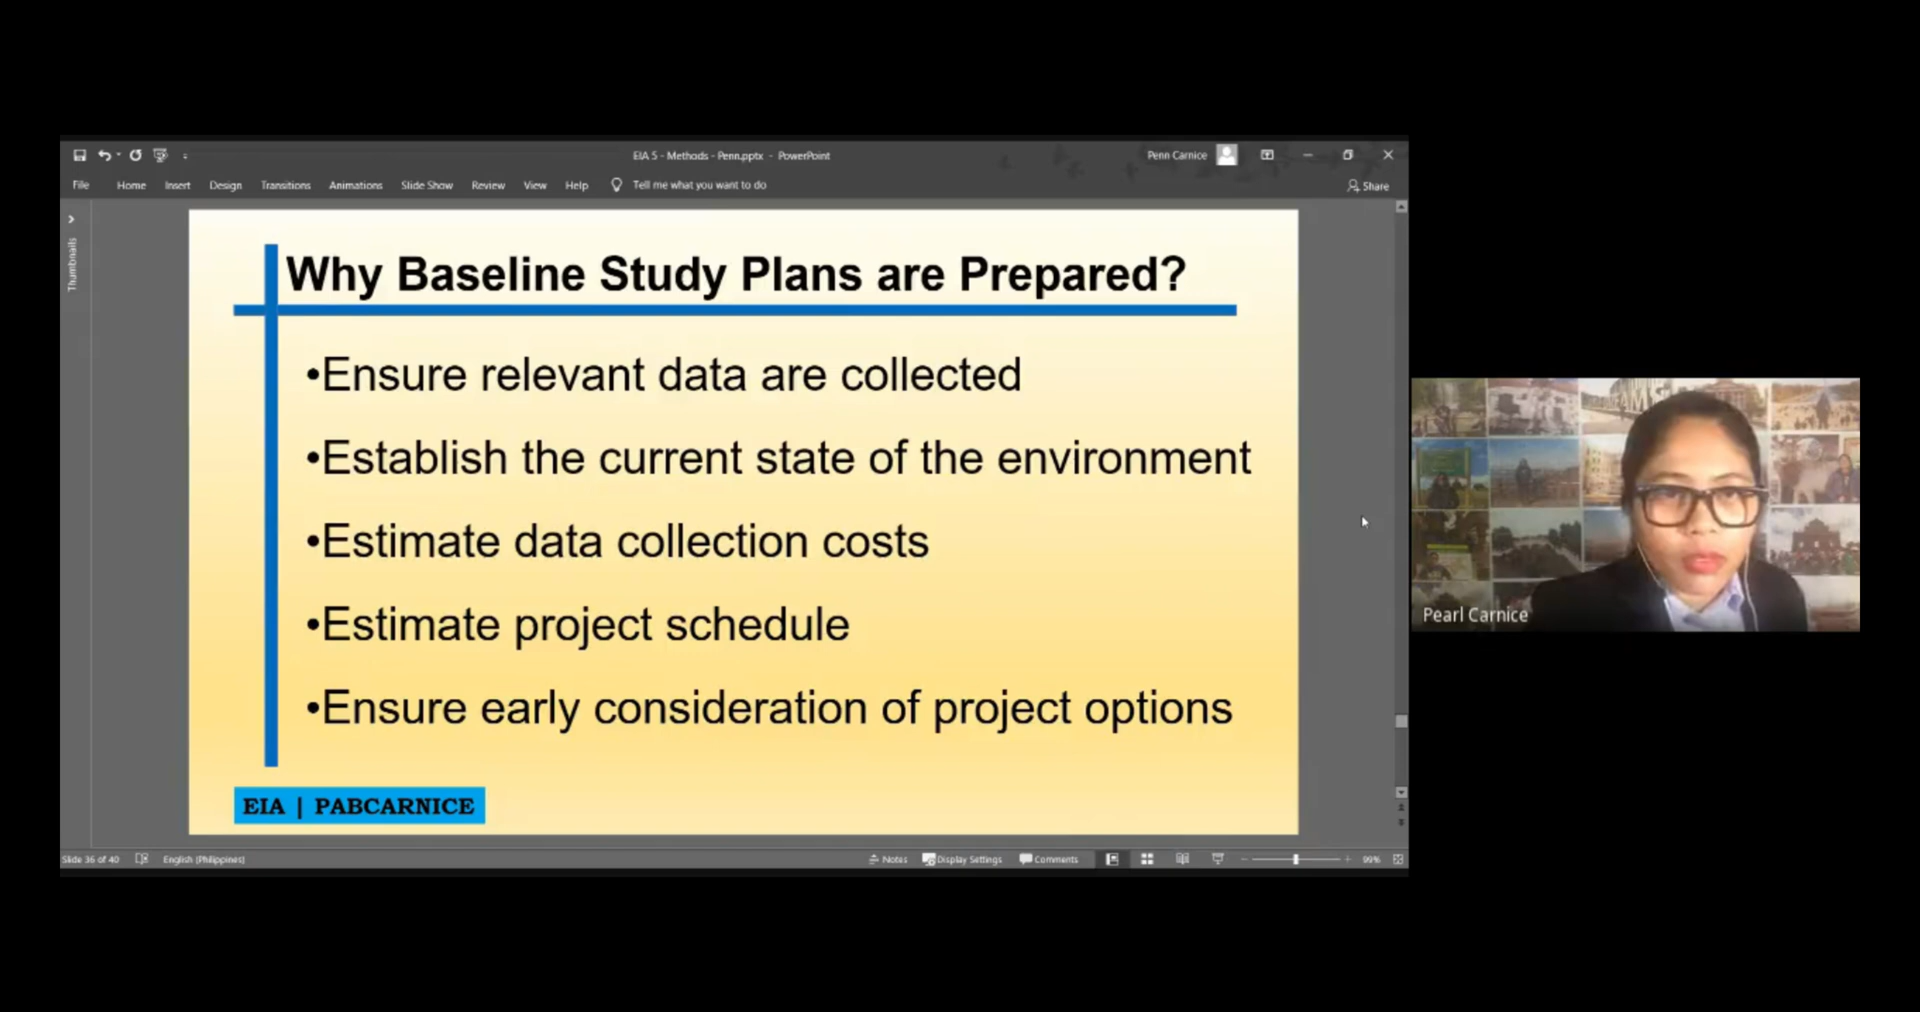 EIA 5 - Methods - Penn.pptx - PowerPoint
Penn Carnice
File Home Insert Design Transitions Animations Slide Show Review View Help Tell me what you want to do
Share
Thumbnails
Why Baseline Study Plans are Prepared?
•Ensure relevant data are collected
•Establish the current state of the environment
•Estimate data collection costs
•Estimate project schedule
•Ensure early consideration of project options
EIA | PABCARNICE
Pearl Carnice
Slide 36 of 40 English (Philippines) Notes Display Settings Comments 99%